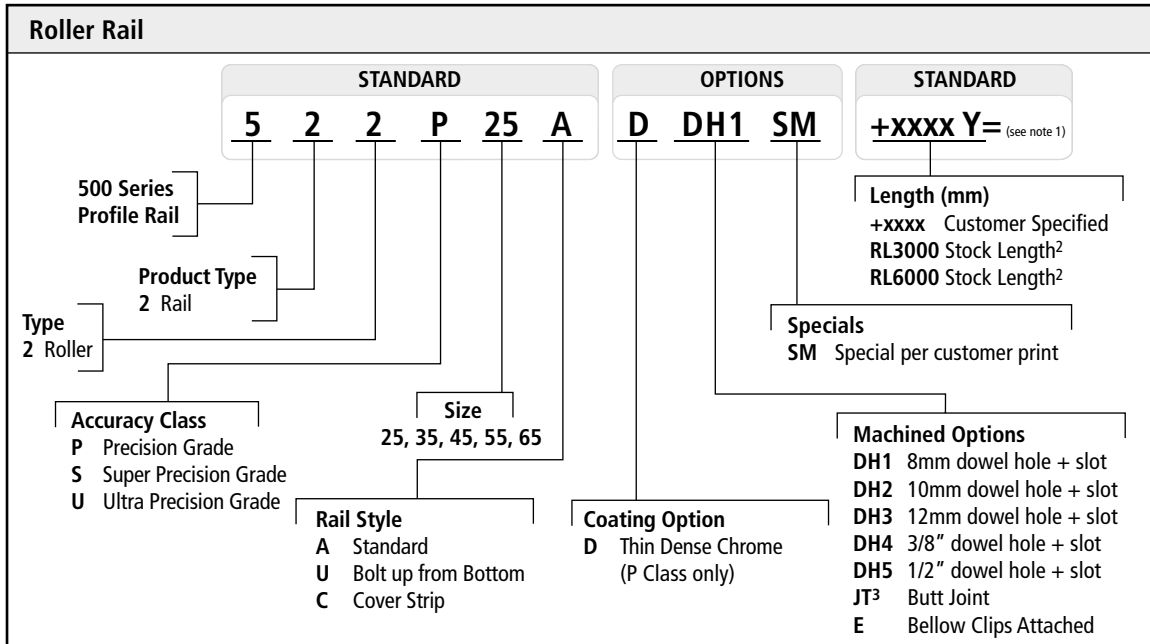 Roller Rail
STANDARD OPTIONS STANDARD
5 2 2 P 25 A D DH1 SM +xxxx Y= (see note 1)
500 Series
Profile Rail
Product Type
2 Rail
Type
2 Roller
Accuracy Class
P Precision Grade
S Super Precision Grade
U Ultra Precision Grade
Size
25, 35, 45, 55, 65
Rail Style
A Standard
U Bolt up from Bottom
C Cover Strip
Coating Option
D Thin Dense Chrome
(P Class only)
Length (mm)
+xxxx Customer Specified
RL3000 Stock Length²
RL6000 Stock Length²
Specials
SM Special per customer print
Machined Options
DH1 8mm dowel hole + slot
DH2 10mm dowel hole + slot
DH3 12mm dowel hole + slot
DH4 3/8″ dowel hole + slot
DH5 1/2″ dowel hole + slot
JT³ Butt Joint
E Bellow Clips Attached